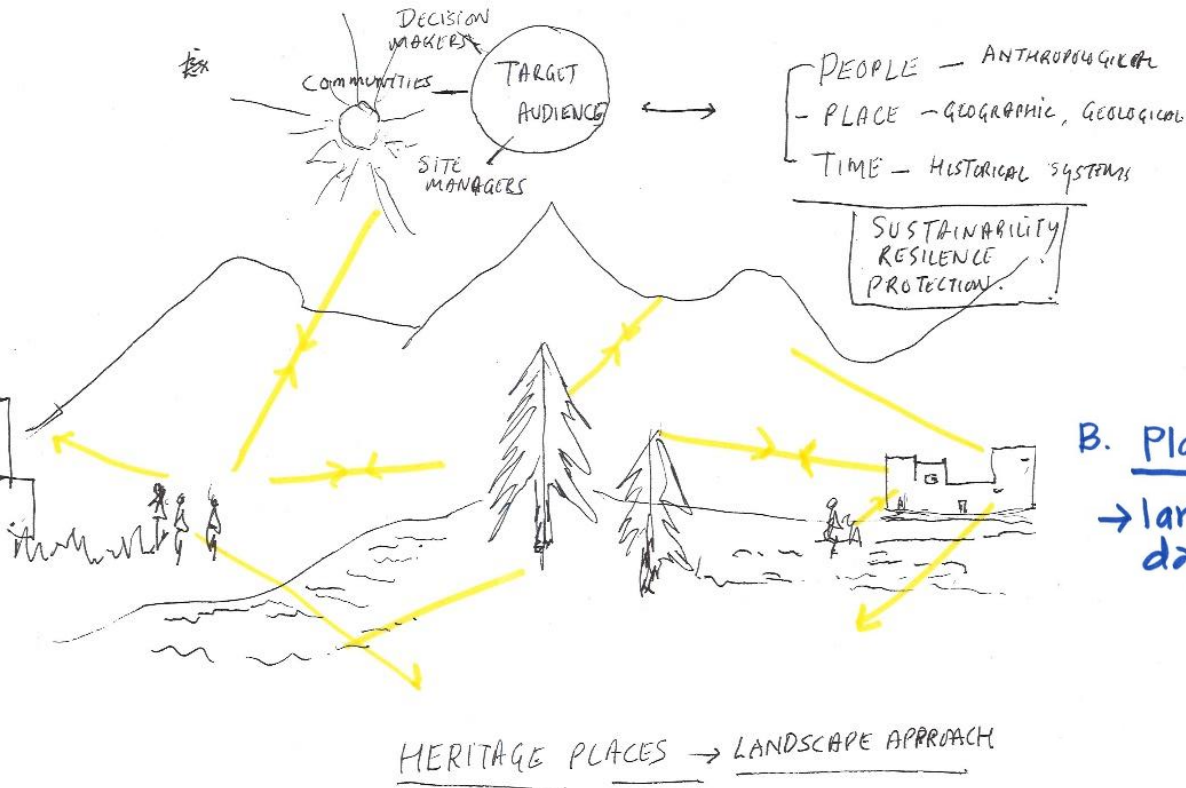 DECISION
MAKERS
COMMUNITIES
TARGET
AUDIENCE
SITE
MANAGERS
PEOPLE — ANTHROPOLOGICAL
- PLACE - GEOGRAPHIC, GEOLOGICAL
TIME — HISTORICAL SYSTEMS
SUSTAINABILITY
RESILENCE
PROTECTION.
B.
HERITAGE PLACES → LANDSCAPE APPROACH